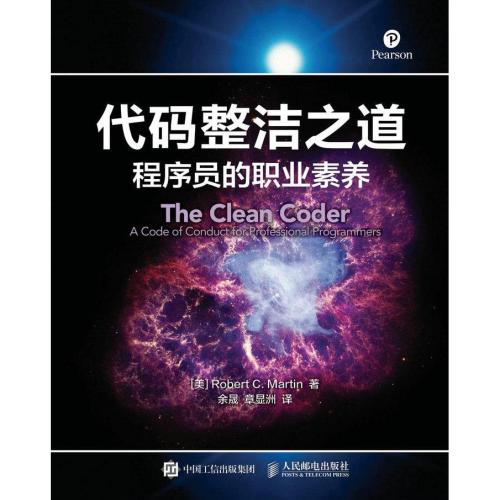 Pearson
代码整洁之道
程序员的职业素养
The Clean Coder
A Code of Conduct for Professional Programmers
[美] Robert C. Martin 著
余晟 章显洲 译
中国工信出版集团 人民邮电出版社
POSTS & TELECOM PRESS